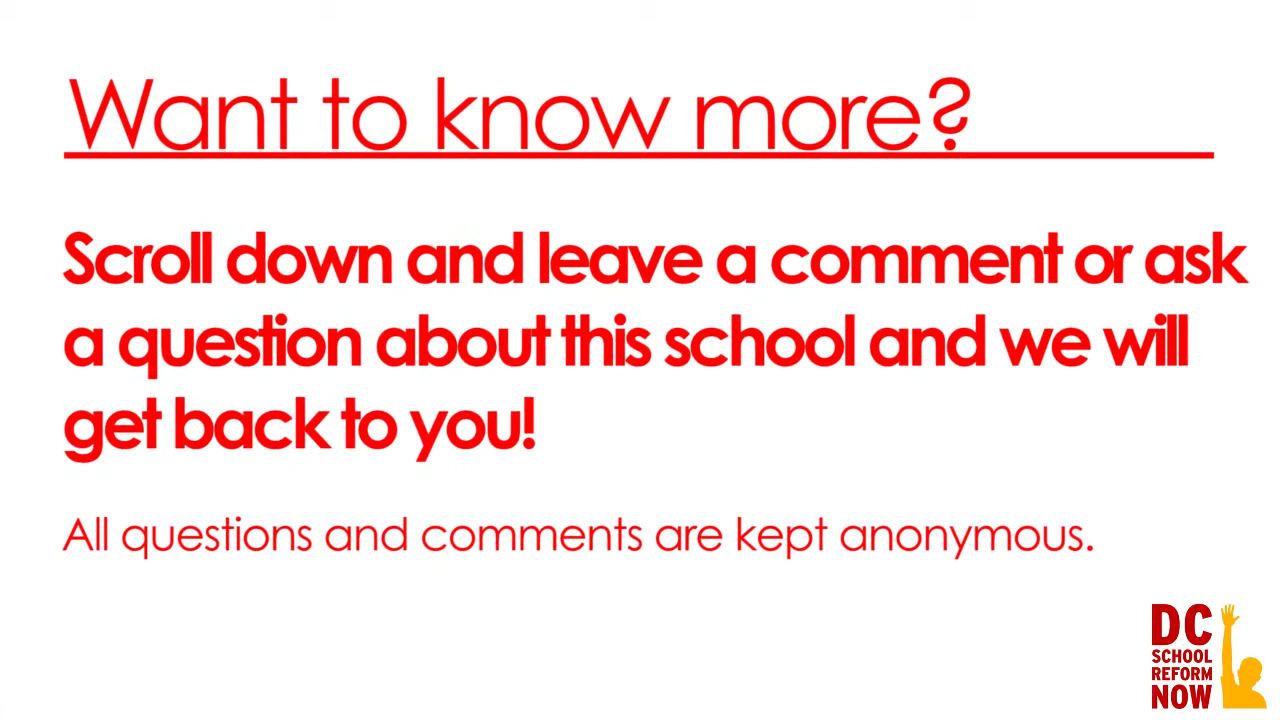 Want to know more?
Scroll down and leave a comment or ask
a question about this school and we will
get back to you!
All questions and comments are kept anonymous.
DC
SCHOOL
REFORM
NOW